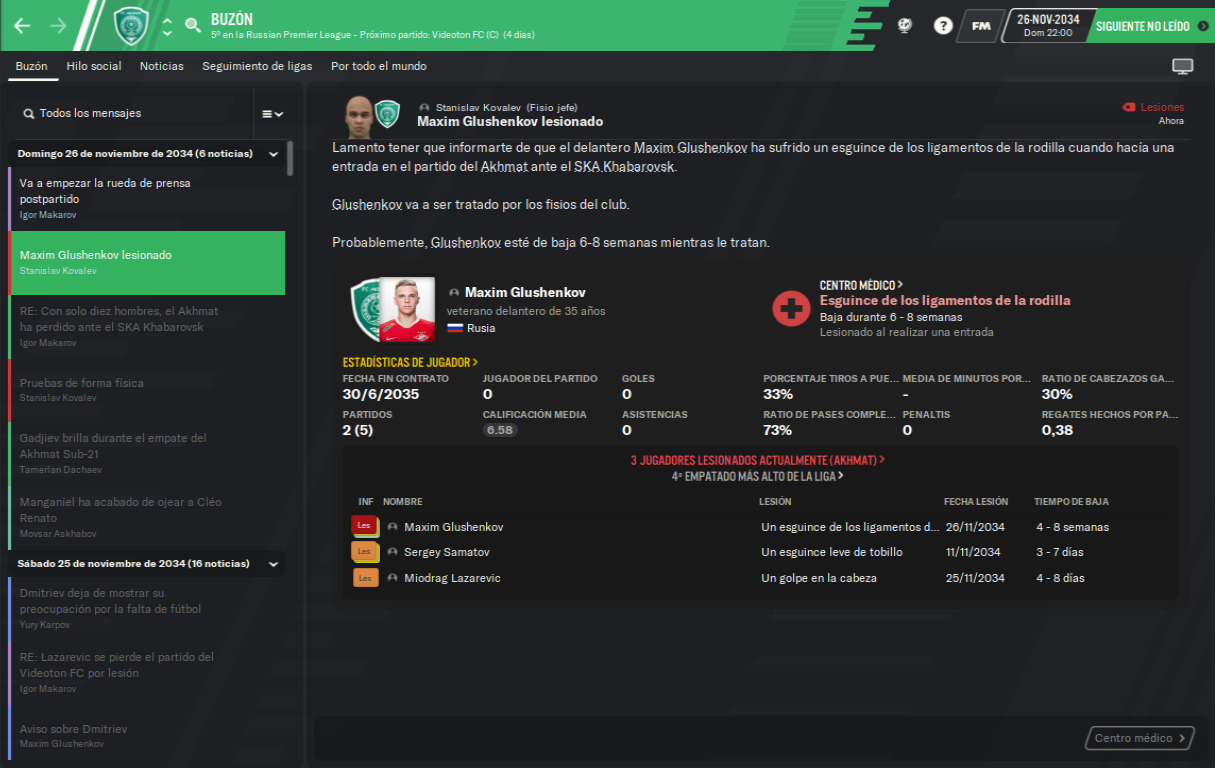 BUZÓN
5º en la Russian Premier League - Próximo partido: Videoton FC (C) (4 días)
?
FM
26-NOV-2034
Dom 22:00
SIGUIENTE NO LEÍDO
Buzón Hilo social Noticias Seguimiento de ligas Por todo el mundo
Todos los mensajes
Domingo 26 de noviembre de 2034 (6 noticias)
Va a empezar la rueda de prensa
postpartido
Igor Makarov
Maxim Glushenkov lesionado
Stanislav Kovalev
RE: Con solo diez hombres, el Akhmat
ha perdido ante el SKA Khabarovsk
Igor Makarov
Pruebas de forma física
Stanislav Kovalev
Gadjiev brilla durante el empate del
Akhmat Sub-21
Tamerlan Dachaev
Manganiel ha acabado de ojear a Cléo
Renato
Movsar Askhabov
Sábado 25 de noviembre de 2034 (16 noticias)
Dmitriev deja de mostrar su
preocupación por la falta de fútbol
Yury Karpov
RE: Lazarevic se pierde el partido del
Videoton FC por lesión
Igor Makarov
Aviso sobre Dmitriev
Maxim Glushenkov
Stanislav Kovalev (Fisio jefe)
Maxim Glushenkov lesionado
Lesiones
Ahora
Lamento tener que informarte de que el delantero Maxim Glushenkov ha sufrido un esguince de los ligamentos de la rodilla cuando hacía una
entrada en el partido del Akhmat ante el SKA Khabarovsk.
Glushenkov va a ser tratado por los fisios del club.
Probablemente, Glushenkov esté de baja 6-8 semanas mientras le tratan.
Maxim Glushenkov
veterano delantero de 35 años
Rusia
CENTRO MÉDICO
Esguince de los ligamentos de la rodilla
Baja durante 6 - 8 semanas
Lesionado al realizar una entrada
ESTADÍSTICAS DE JUGADOR
FECHA FIN CONTRATO JUGADOR DEL PARTIDO GOLES PORCENTAJE TIROS A PUE... MEDIA DE MINUTOS POR... RATIO DE CABEZAZOS GA...
30/6/2035 0 0 33% - 30%
PARTIDOS CALIFICACIÓN MEDIA ASISTENCIAS RATIO DE PASES COMPLE... PENALTIS REGATES HECHOS POR PA...
2 (5) 6.58 0 73% 0 0,38
3 JUGADORES LESIONADOS ACTUALMENTE (AKHMAT)
4º EMPATADO MÁS ALTO DE LA LIGA
INF NOMBRE LESIÓN FECHA LESIÓN TIEMPO DE BAJA
Les Maxim Glushenkov Un esguince de los ligamentos d... 26/11/2034 4 - 8 semanas
Les Sergey Samatov Un esguince leve de tobillo 11/11/2034 3 - 7 días
Les Miodrag Lazarevic Un golpe en la cabeza 25/11/2034 4 - 8 días
Centro médico